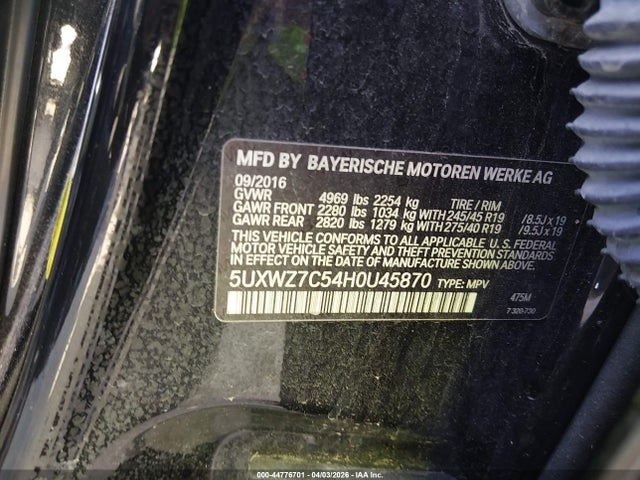 MFD BY BAYERISCHE MOTOREN WERKE AG
09/2016
GVWR 4969 lbs 2254 kg TIRE / RIM
GAWR FRONT 2280 lbs 1034 kg WITH 245/45 R19 / 8.5J x 19
GAWR REAR 2820 lbs 1279 kg WITH 275/40 R19 / 9.5J x 19
THIS VEHICLE CONFORMS TO ALL APPLICABLE U.S. FEDERAL
MOTOR VEHICLE SAFETY AND THEFT PREVENTION STANDARDS
IN EFFECT ON THE DATE OF MANUFACTURE SHOWN ABOVE.
5UXWZ7C54H0U45870 TYPE: MPV 475M
7 320-730
000-44776701 - 04/03/2026 - IAA Inc.